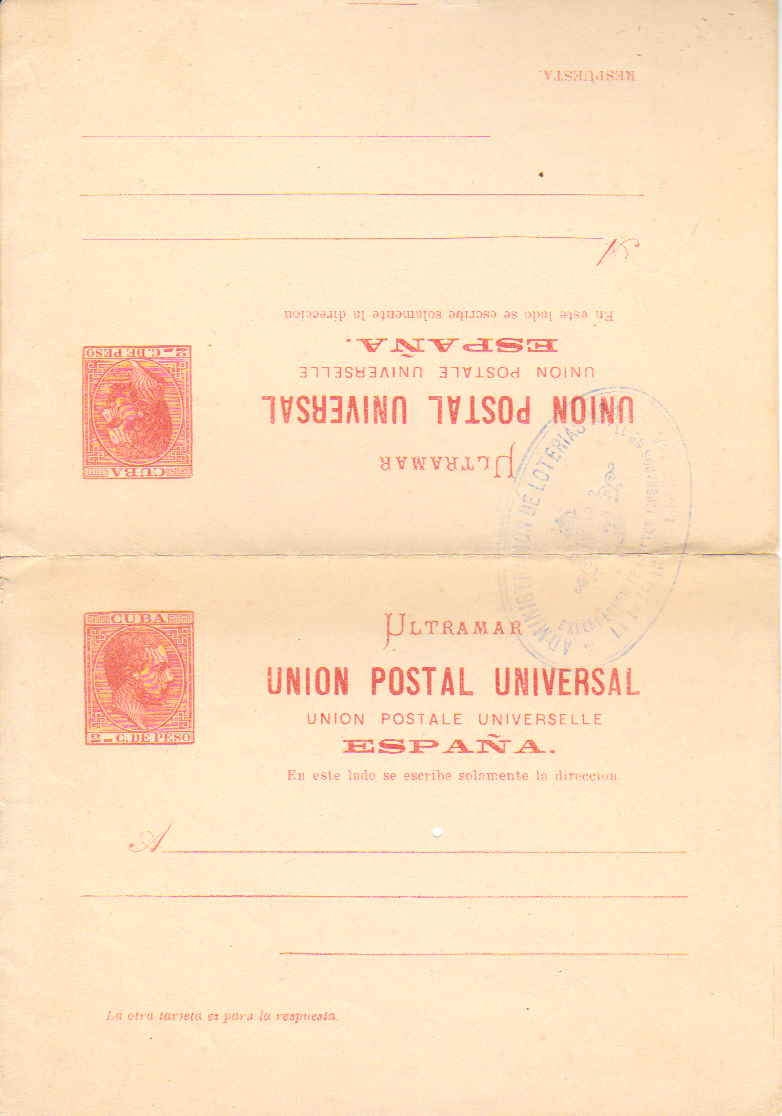 RESPUESTA.
A
En este lado se escribe solamente la direccion
ESPAÑA.
UNION POSTALE UNIVERSELLE
UNION POSTAL UNIVERSAL
ULTRAMAR
2 C. DE PESO
CUBA
DE LOTERIAS
CUBA
2 C. DE PESO
ULTRAMAR
UNION POSTAL UNIVERSAL
UNION POSTALE UNIVERSELLE
ESPAÑA.
En este lado se escribe solamente la direccion
A
La otra tarjeta es para la respuesta.